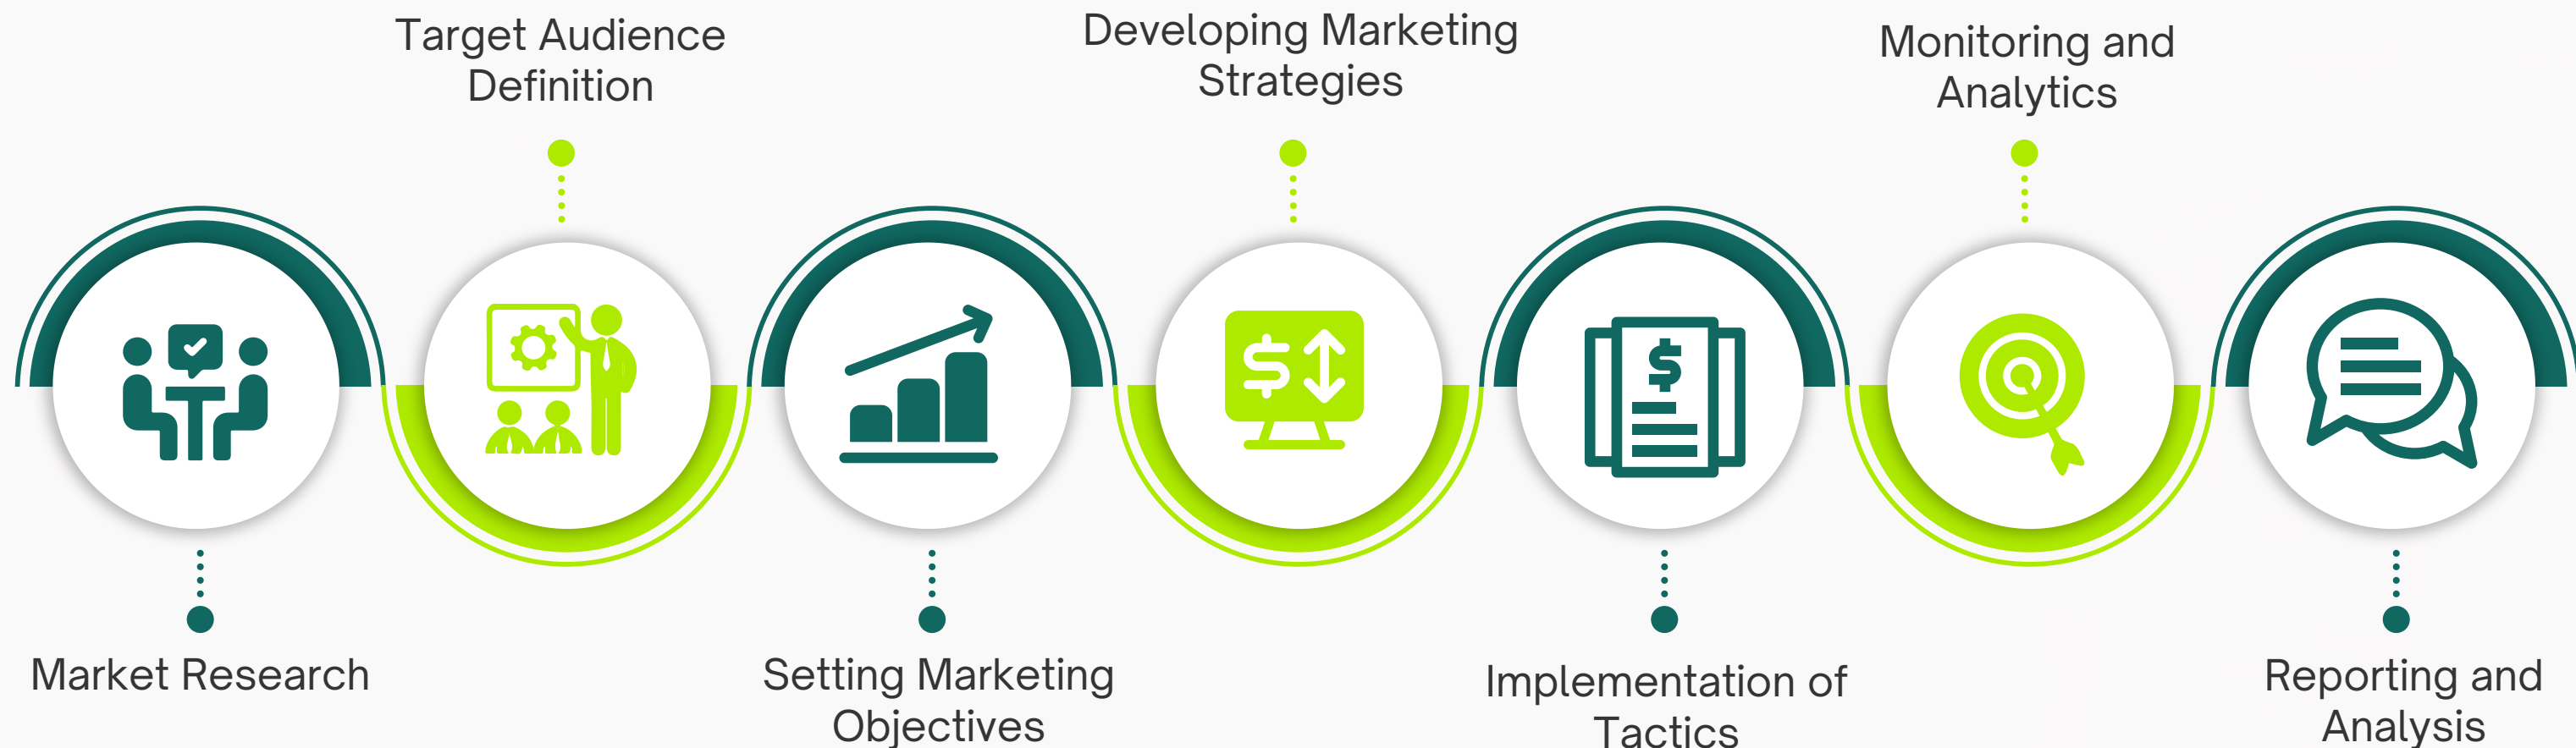 Market Research
Target Audience
Definition
Setting Marketing
Objectives
Developing Marketing
Strategies
Implementation of
Tactics
Monitoring and
Analytics
Reporting and
Analysis